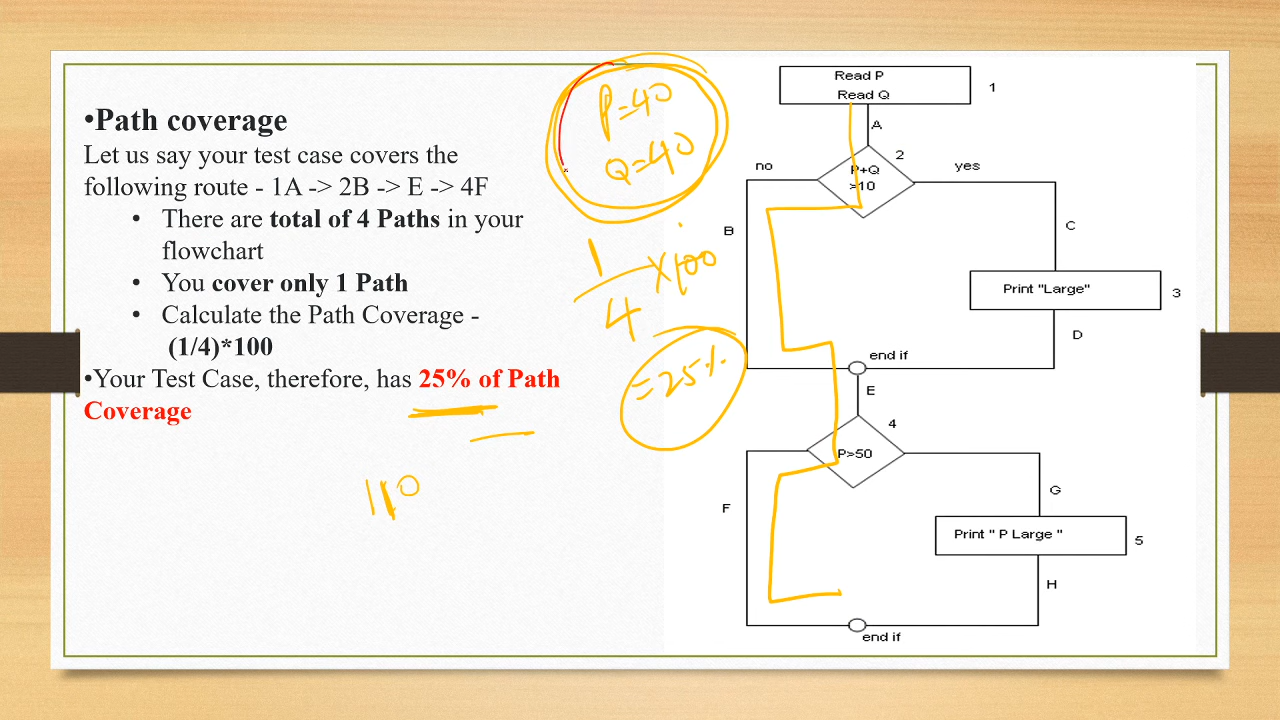 •Path coverage
Let us say your test case covers the
following route - 1A -> 2B -> E -> 4F
• There are total of 4 Paths in your
flowchart
• You cover only 1 Path
• Calculate the Path Coverage -
(1/4)*100
•Your Test Case, therefore, has 25% of Path
Coverage
P=40
Q=40
1
4
×100
=25%
Read P
Read Q
1
A
2
P+Q
>10
no
yes
B
C
Print "Large"
3
D
end if
E
4
P>50
F
G
Print " P Large "
5
H
end if